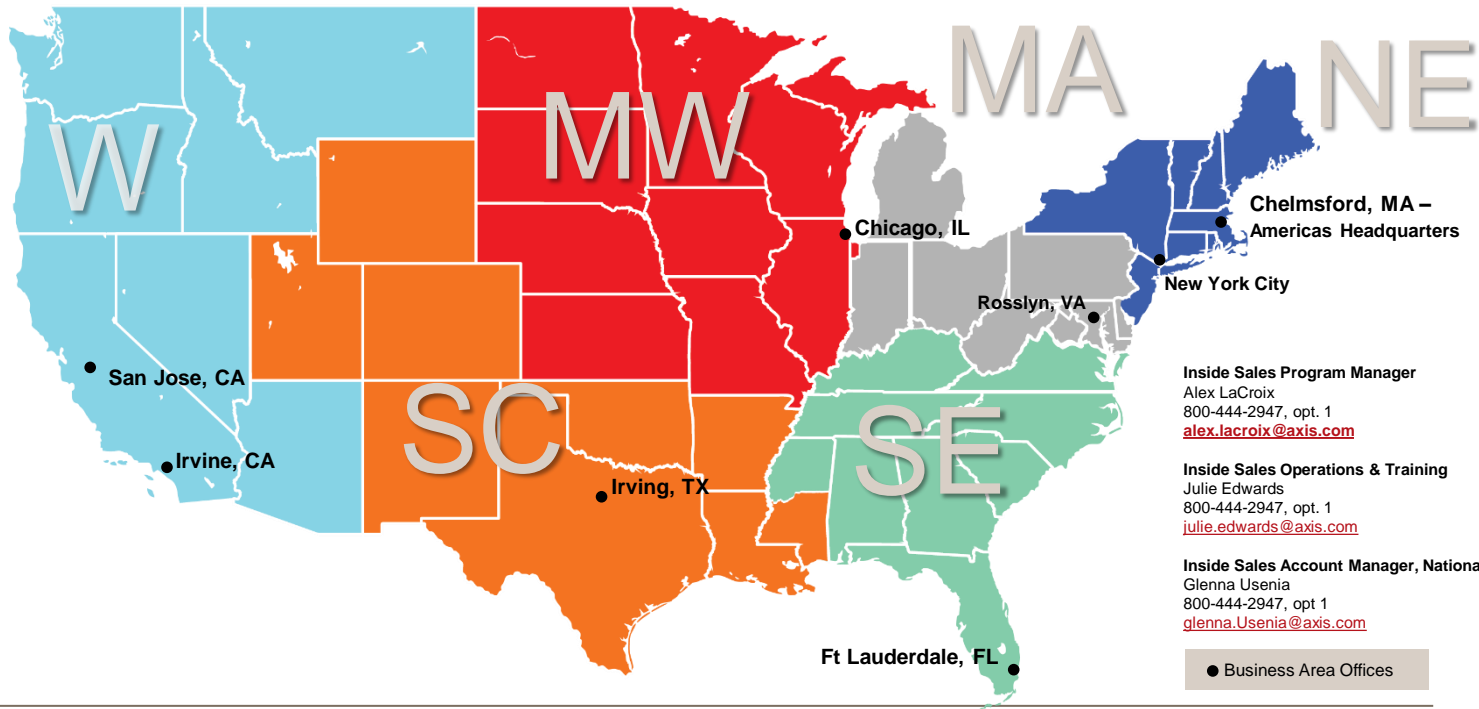 W
MW
MA
NE
SC
SE
Chicago, IL
Chelmsford, MA –
Americas Headquarters
New York City
Rosslyn, VA
San Jose, CA
Irvine, CA
Irving, TX
Ft Lauderdale, FL
Inside Sales Program Manager
Alex LaCroix
800-444-2947, opt. 1
alex.lacroix@axis.com
Inside Sales Operations & Training
Julie Edwards
800-444-2947, opt. 1
julie.edwards@axis.com
Inside Sales Account Manager, Nationa
Glenna Usenia
800-444-2947, opt 1
glenna.Usenia@axis.com
● Business Area Offices